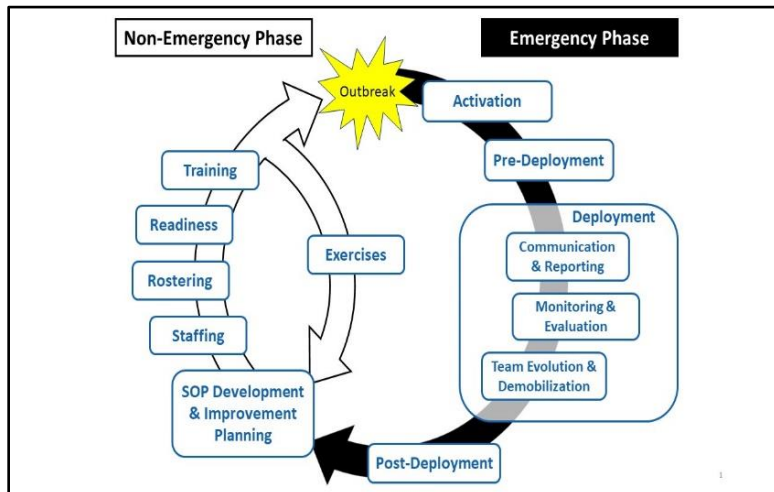 Non-Emergency Phase
Emergency Phase
Outbreak
Activation
Pre-Deployment
Training
Readiness
Rostering
Staffing
Exercises
Deployment
Communication
& Reporting
Monitoring &
Evaluation
Team Evolution &
Demobilization
SOP Development
& Improvement
Planning
Post-Deployment
1